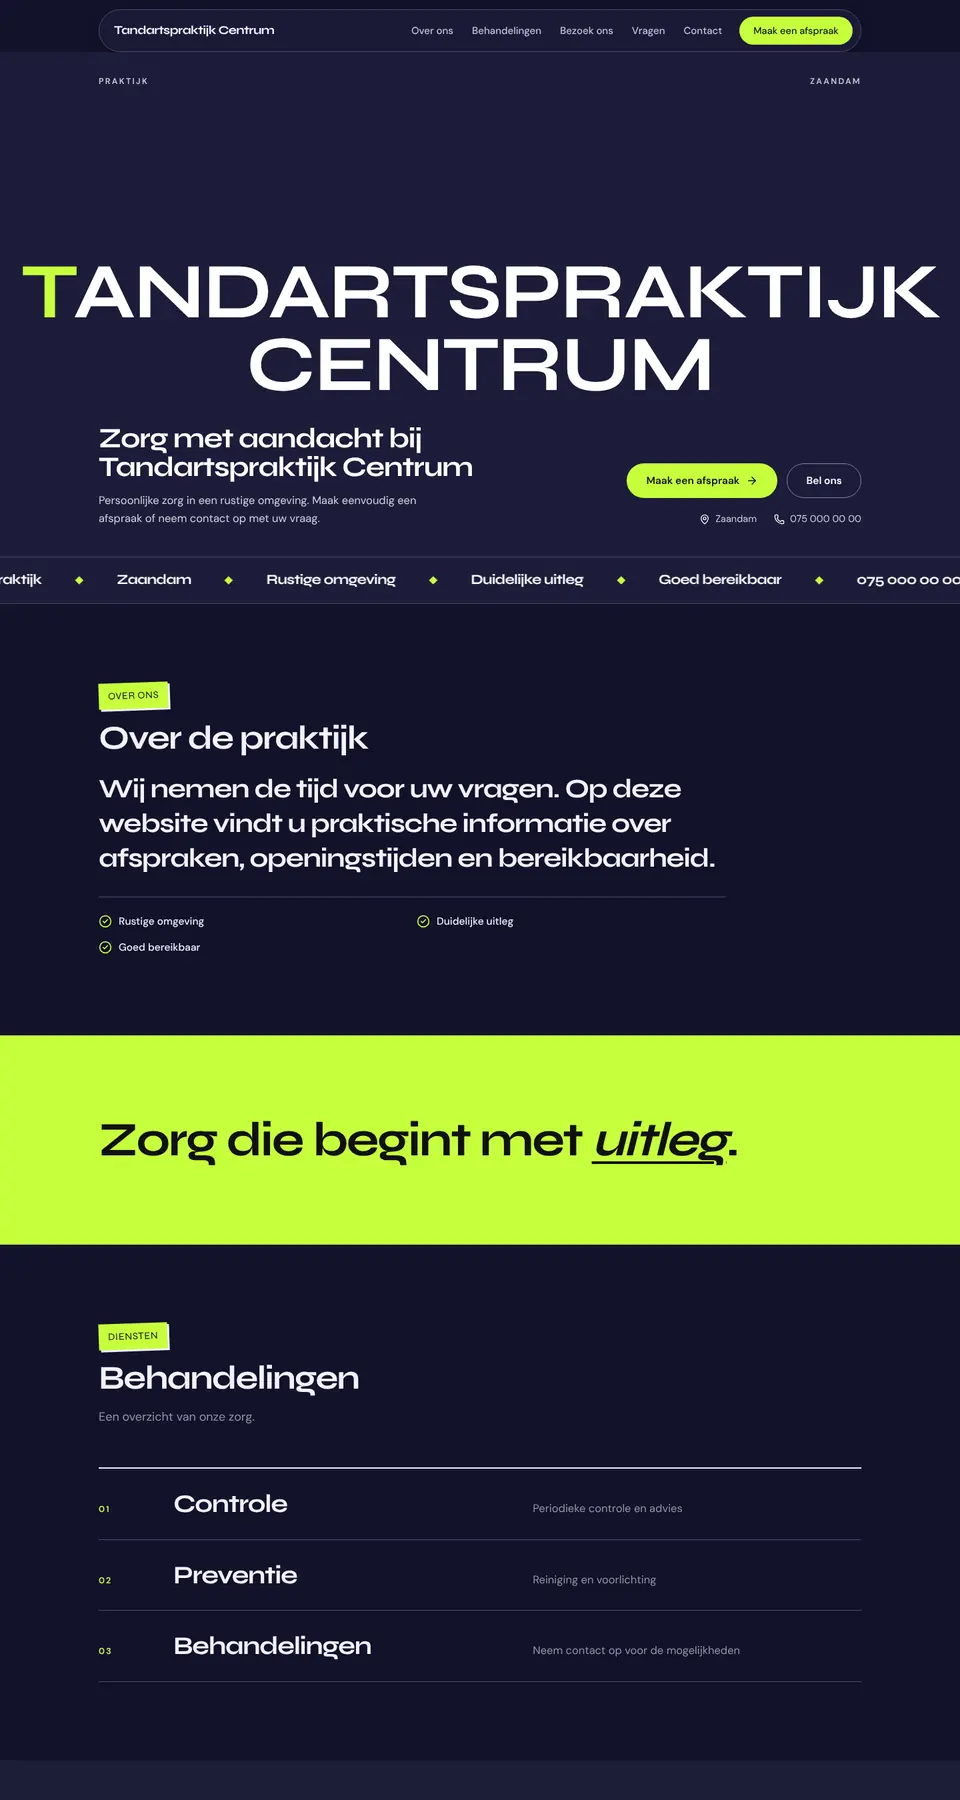 Tandartspraktijk Centrum
Over ons
Behandelingen
Bezoek ons
Vragen
Contact
Maak een afspraak
PRAKTIJK
ZAANDAM
TANDARTSPRAKTIJK
CENTRUM
Zorg met aandacht bij
Tandartspraktijk Centrum
Persoonlijke zorg in een rustige omgeving. Maak eenvoudig een
afspraak of neem contact op met uw vraag.
Maak een afspraak →
Bel ons
Zaandam
075 000 00 00
raktijk ◆ Zaandam ◆ Rustige omgeving ◆ Duidelijke uitleg ◆ Goed bereikbaar ◆ 075 000 00 00
OVER ONS
Over de praktijk
Wij nemen de tijd voor uw vragen. Op deze
website vindt u praktische informatie over
afspraken, openingstijden en bereikbaarheid.
Rustige omgeving
Duidelijke uitleg
Goed bereikbaar
Zorg die begint met uitleg.
DIENSTEN
Behandelingen
Een overzicht van onze zorg.
01 Controle Periodieke controle en advies
02 Preventie Reiniging en voorlichting
03 Behandelingen Neem contact op voor de mogelijkheden